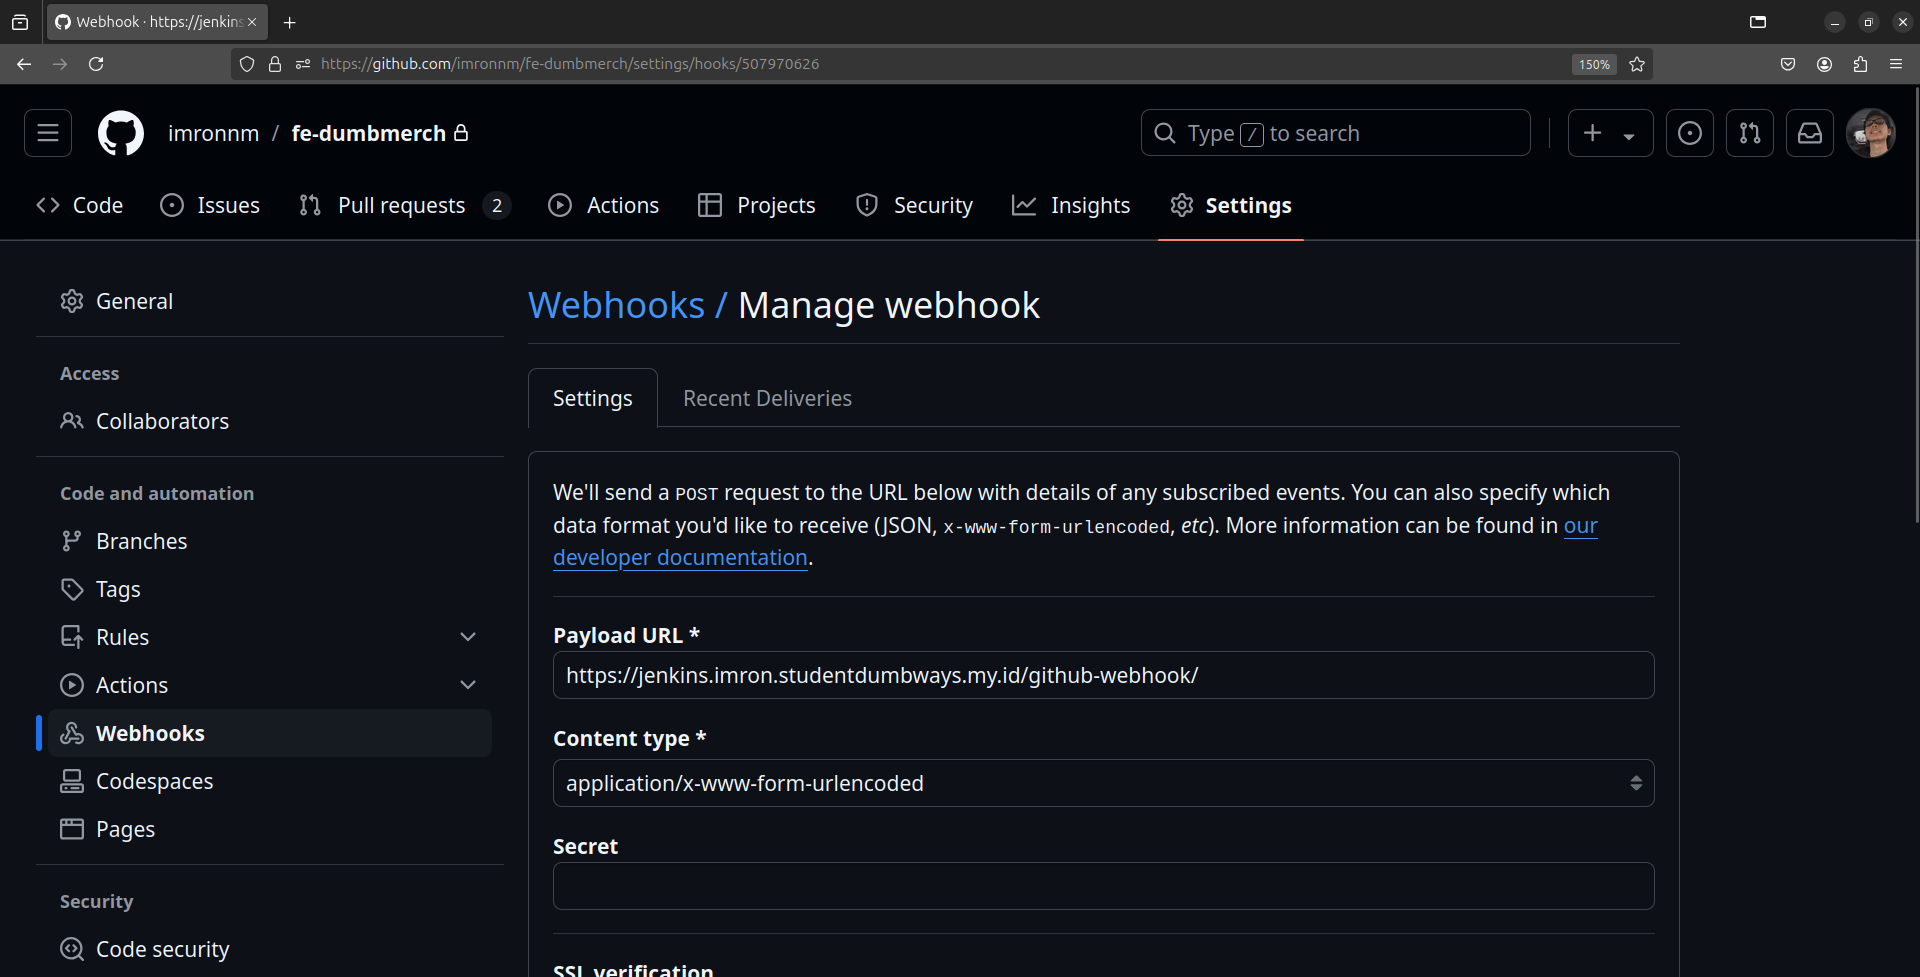 Webhook · https://jenkins
https://github.com/imronnm/fe-dumbmerch/settings/hooks/507970626
150%
imronnm / fe-dumbmerch
Type / to search
Code
Issues
Pull requests 2
Actions
Projects
Security
Insights
Settings
General
Access
Collaborators
Code and automation
Branches
Tags
Rules
Actions
Webhooks
Codespaces
Pages
Security
Code security
Webhooks / Manage webhook
Settings
Recent Deliveries
We'll send a POST request to the URL below with details of any subscribed events. You can also specify which
data format you'd like to receive (JSON, x-www-form-urlencoded, etc). More information can be found in our
developer documentation.
Payload URL *
https://jenkins.imron.studentdumbways.my.id/github-webhook/
Content type *
application/x-www-form-urlencoded
Secret
SSL verification